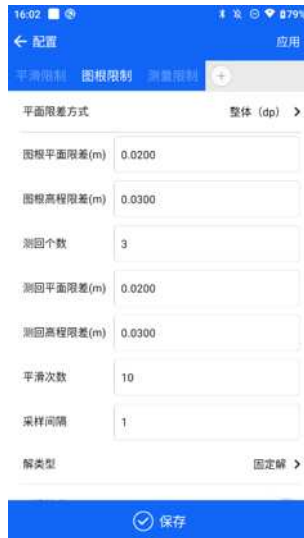 16:02 79%
配置 应用
平滑限制 图根限制 测量限制
平面限差方式 整体（dp）
图根平面限差(m) 0.0200
图根高程限差(m) 0.0300
测回个数 3
测回平面限差(m) 0.0200
测回高程限差(m) 0.0300
平滑次数 10
采样间隔 1
解类型 固定解
保存